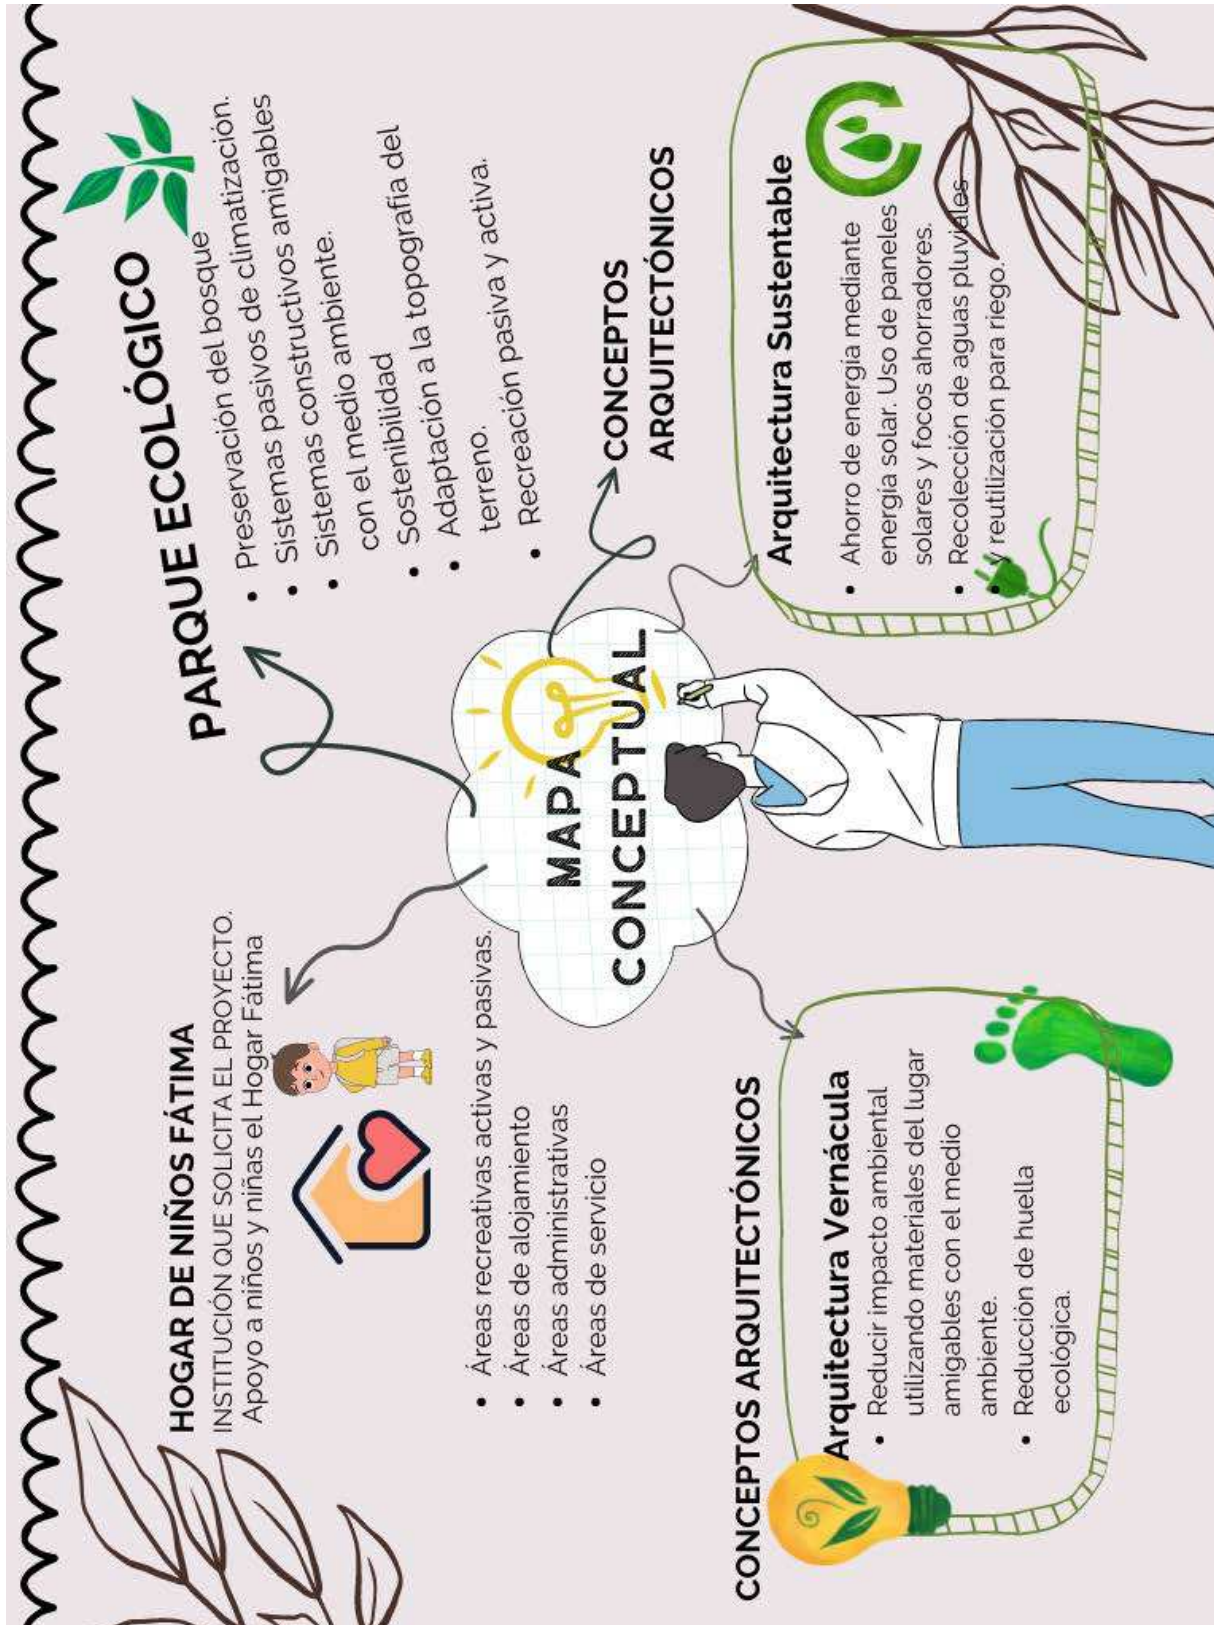 HOGAR DE NIÑOS FÁTIMA
INSTITUCIÓN QUE SOLICITA EL PROYECTO.
Apoyo a niños y niñas el Hogar Fátima
• Áreas recreativas activas y pasivas.
• Áreas de alojamiento
• Áreas administrativas
• Áreas de servicio
PARQUE ECOLÓGICO
• Preservación del bosque
• Sistemas pasivos de climatización.
• Sistemas constructivos amigables
con el medio ambiente.
• Sostenibilidad
• Adaptación a la topografía del
terreno.
• Recreación pasiva y activa.
MAPA
CONCEPTUAL
CONCEPTOS
ARQUITECTÓNICOS
CONCEPTOS ARQUITECTÓNICOS
Arquitectura Vernácula
• Reducir impacto ambiental
utilizando materiales del lugar
amigables con el medio
ambiente.
• Reducción de huella
ecológica.
Arquitectura Sustentable
• Ahorro de energía mediante
energía solar. Uso de paneles
solares y focos ahorradores.
• Recolección de aguas pluviales
• y reutilización para riego.